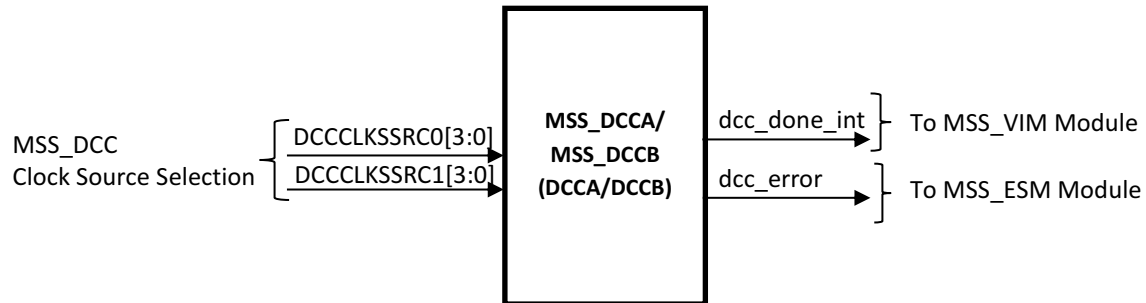 MSS_DCC
Clock Source Selection
DCCCLKSSRC0[3:0]
DCCCLKSSRC1[3:0]
MSS_DCCA/
MSS_DCCB
(DCCA/DCCB)
dcc_done_int
To MSS_VIM Module
dcc_error
To MSS_ESM Module